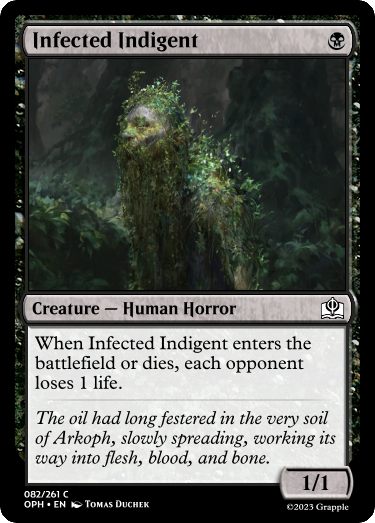 Infected Indigent
Creature — Human Horror
When Infected Indigent enters the
battlefield or dies, each opponent
loses 1 life.
The oil had long festered in the very soil
of Arkoph, slowly spreading, working its
way into flesh, blood, and bone.
1/1
082/261 C
OPH • EN Tomas Duchek
©2023 Grapple